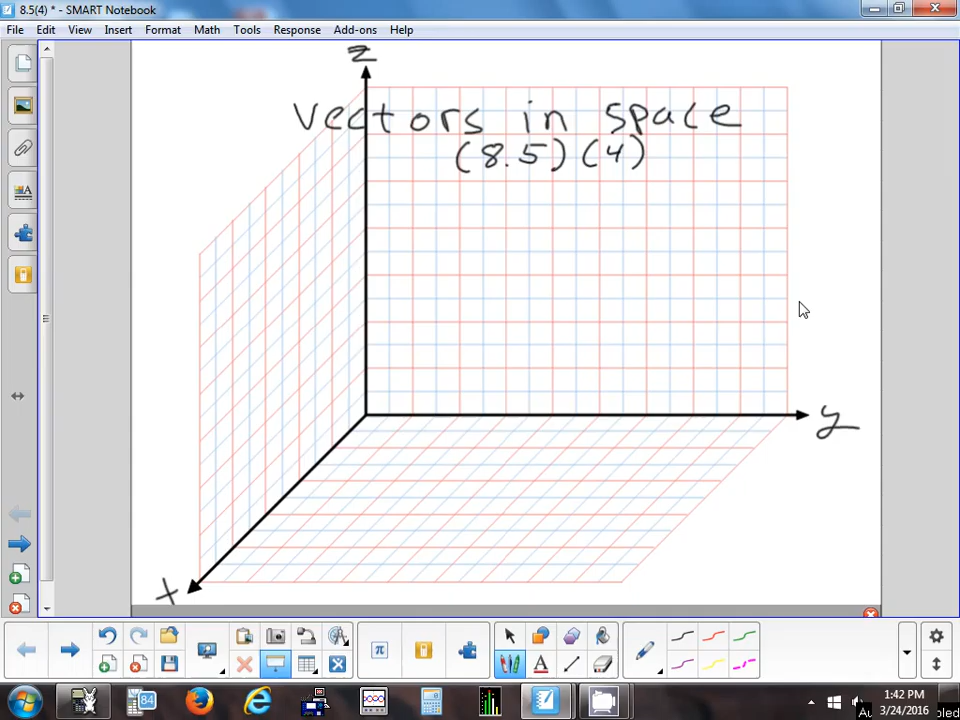 8.5(4) * - SMART Notebook
File Edit View Insert Format Math Tools Response Add-ons Help
z
Vectors in space
(8.5) (4)
y
x
π
84
1:42 PM
3/24/2016